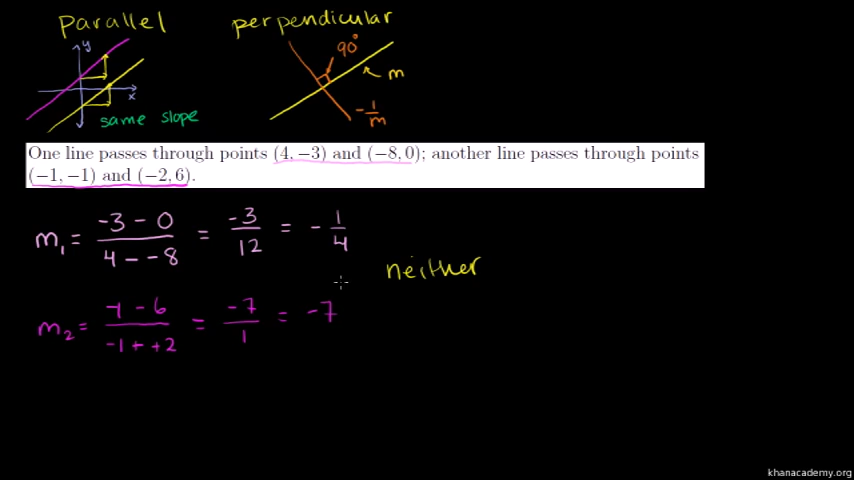 Parallel
perpendicular
y
x
same slope
90°
m
-1/m
One line passes through points (4, −3) and (−8, 0); another line passes through points
(−1, −1) and (−2, 6).
m₁ = (-3 - 0)/(4 - -8) = -3/12 = -1/4
neither
m₂ = (-1 - 6)/(-1 + +2) = -7/1 = -7
khanacademy.org